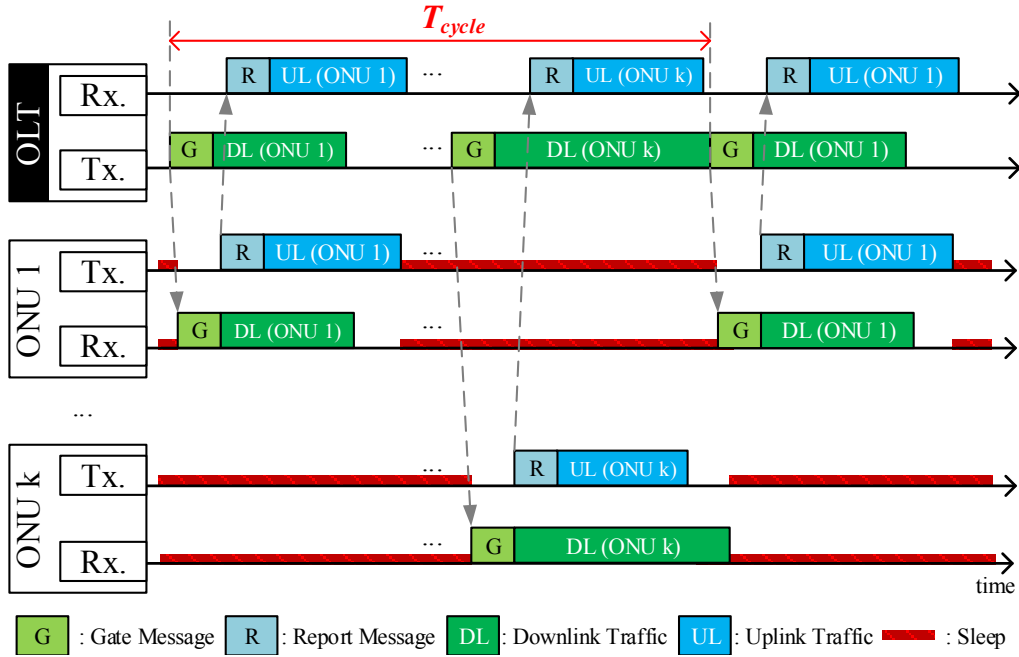 T_cycle
OLT
Rx.
R UL (ONU 1) ... R UL (ONU k) R UL (ONU 1)
Tx.
G DL (ONU 1) ... G DL (ONU k) G DL (ONU 1)
ONU 1
Tx.
R UL (ONU 1) ... R UL (ONU 1)
Rx.
G DL (ONU 1) ... G DL (ONU 1)
...
ONU k
Tx.
... R UL (ONU k)
Rx.
... G DL (ONU k)
time
G : Gate Message R : Report Message DL : Downlink Traffic UL : Uplink Traffic : Sleep